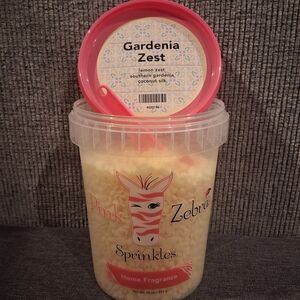 Gardenia
Zest
lemon zest
southern gardenia
coconut silk
Pink Zebra
Sprinkles
Home Fragrance